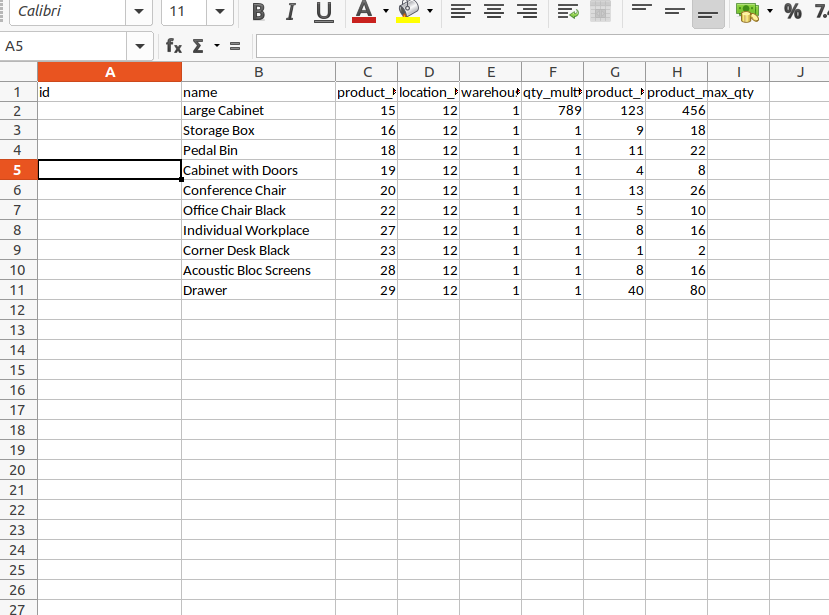 Calibri 11 B I U A % 7.
A5 fx Σ =
A B C D E F G H I J
1 id name product_ location_ warehou qty_mult product_ product_max_qty
2 Large Cabinet 15 12 1 789 123 456
3 Storage Box 16 12 1 1 9 18
4 Pedal Bin 18 12 1 1 11 22
5 Cabinet with Doors 19 12 1 1 4 8
6 Conference Chair 20 12 1 1 13 26
7 Office Chair Black 22 12 1 1 5 10
8 Individual Workplace 27 12 1 1 8 16
9 Corner Desk Black 23 12 1 1 1 2
10 Acoustic Bloc Screens 28 12 1 1 8 16
11 Drawer 29 12 1 1 40 80
12
13
14
15
16
17
18
19
20
21
22
23
24
25
26
27